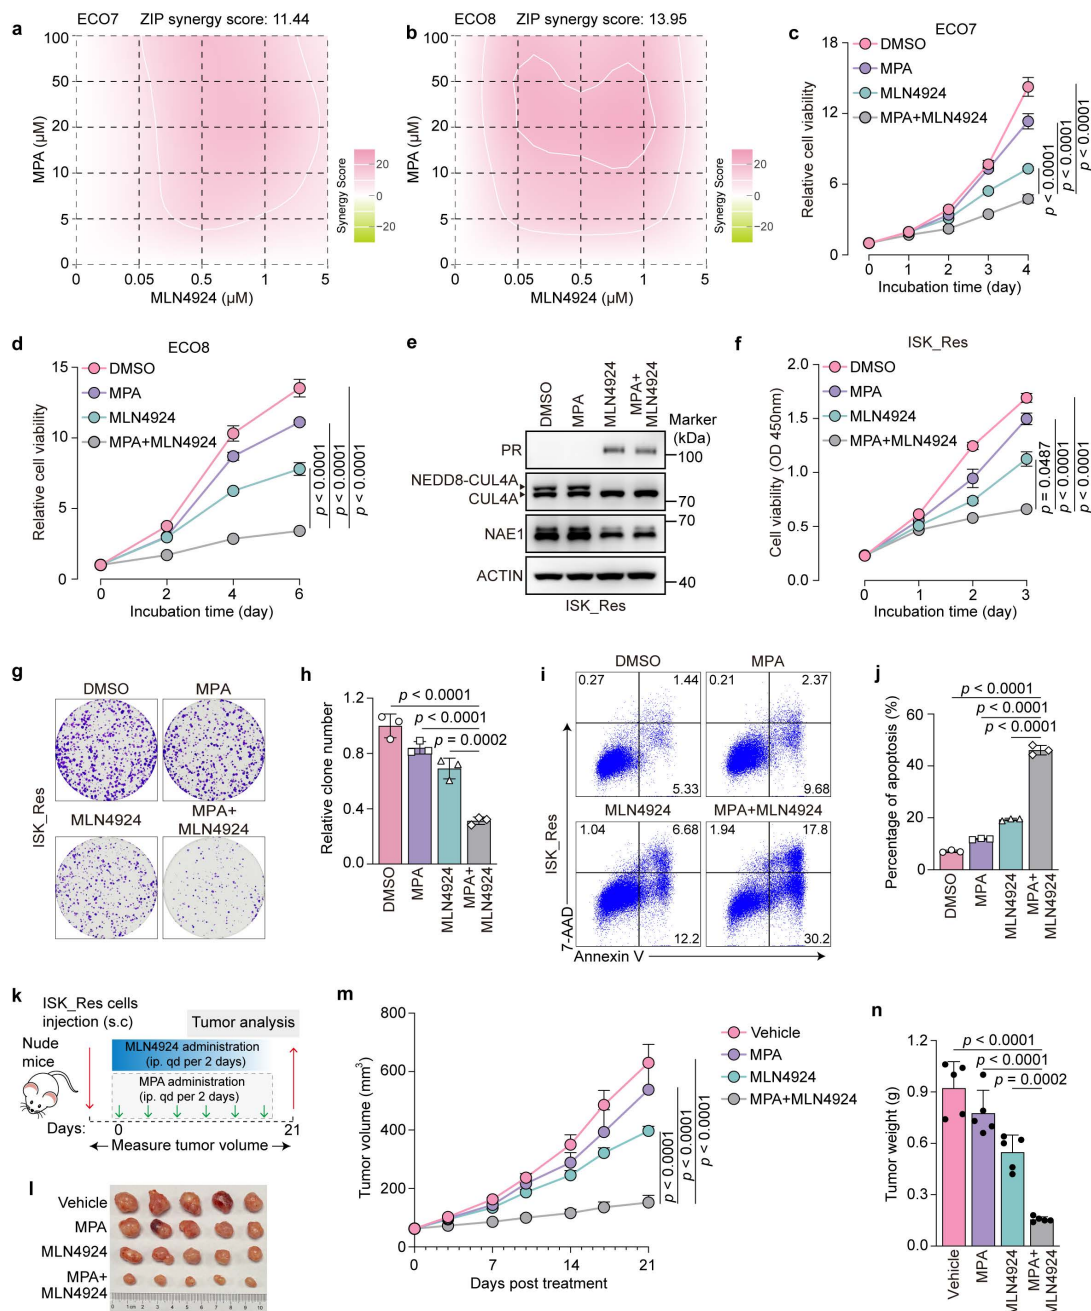 a
ECO7 ZIP synergy score: 11.44
MPA (µM)
100
50
20
10
5
0
0 0.05 0.5 1 5
MLN4924 (µM)
Synergy Score
20
0
−20
b
ECO8 ZIP synergy score: 13.95
MPA (µM)
100
50
20
10
5
0
0 0.05 0.5 1 5
MLN4924 (µM)
Synergy Score
20
0
−20
c
ECO7
DMSO
MPA
MLN4924
MPA+MLN4924
Relative cell viability
18
12
6
0
0 1 2 3 4
Incubation time (day)
p < 0.0001
p < 0.0001
p < 0.0001
d
ECO8
DMSO
MPA
MLN4924
MPA+MLN4924
Relative cell viability
15
10
5
0
0 2 4 6
Incubation time (day)
p < 0.0001
p < 0.0001
p < 0.0001
e
DMSO
MPA
MLN4924
MPA+
MLN4924
Marker
(kDa)
PR
100
NEDD8-CUL4A
CUL4A
70
NAE1
70
ACTIN
40
ISK_Res
f
ISK_Res
DMSO
MPA
MLN4924
MPA+MLN4924
Cell viability (OD 450nm)
2.0
1.5
1.0
0.5
0.0
0 1 2 3
Incubation time (day)
p = 0.0487
p < 0.0001
p < 0.0001
g
DMSO MPA
MLN4924
MPA+
MLN4924
ISK_Res
h
Relative clone number
1.2
0.8
0.4
0.0
p < 0.0001
p < 0.0001
p = 0.0002
DMSO
MPA
MLN4924
MPA+
MLN4924
i
DMSO MPA
0.27 1.44
5.33
0.21 2.37
9.68
MLN4924 MPA+MLN4924
1.04 6.68
12.2
1.94 17.8
30.2
ISK_Res
7-AAD
Annexin V
j
Percentage of apoptosis (%)
60
40
20
0
p < 0.0001
p < 0.0001
p < 0.0001
DMSO
MPA
MLN4924
MPA+
MLN4924
k
ISK_Res cells
injection (s.c)
Tumor analysis
Nude
mice
MLN4924 administration
(ip. qd per 2 days)
MPA administration
(ip. qd per 2 days)
Days: 0 21
Measure tumor volume
l
Vehicle
MPA
MLN4924
MPA+
MLN4924
0 1cm 2 3 4 5 6 7 8 9 10
m
Tumor volume (mm³)
800
600
400
200
0
0 7 14 21
Days post treatment
Vehicle
MPA
MLN4924
MPA+MLN4924
p < 0.0001
p < 0.0001
p < 0.0001
n
Tumor weight (g)
1.2
0.9
0.6
0.3
0.0
p < 0.0001
p < 0.0001
p = 0.0002
Vehicle
MPA
MLN4924
MPA+
MLN4924